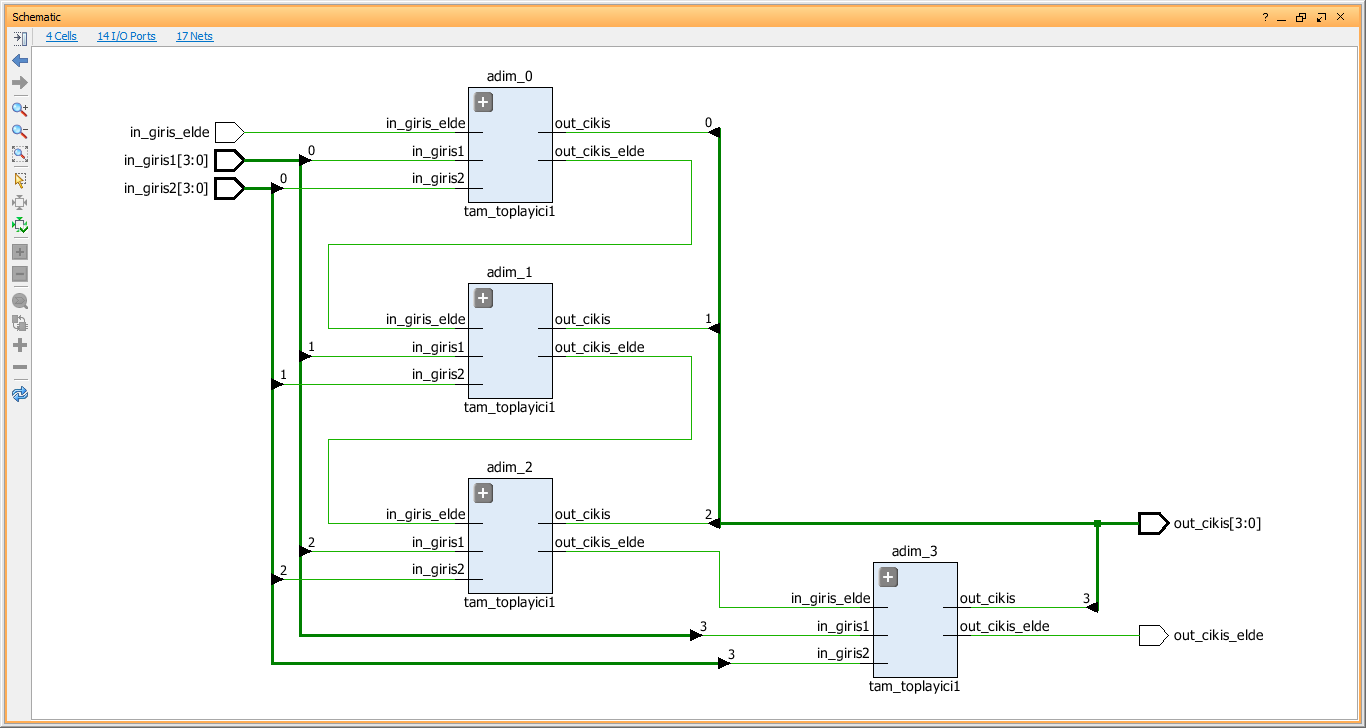 Schematic
?
4 Cells 14 I/O Ports 17 Nets
adim_0
in_giris_elde
in_giris1[3:0]
in_giris2[3:0]
0
0
in_giris_elde
in_giris1
in_giris2
out_cikis
out_cikis_elde
0
tam_toplayici1
adim_1
in_giris_elde
in_giris1
in_giris2
1
1
out_cikis
out_cikis_elde
1
tam_toplayici1
adim_2
in_giris_elde
in_giris1
in_giris2
2
2
out_cikis
out_cikis_elde
2
tam_toplayici1
out_cikis[3:0]
adim_3
in_giris_elde
in_giris1
in_giris2
3
3
out_cikis
out_cikis_elde
3
tam_toplayici1
out_cikis_elde